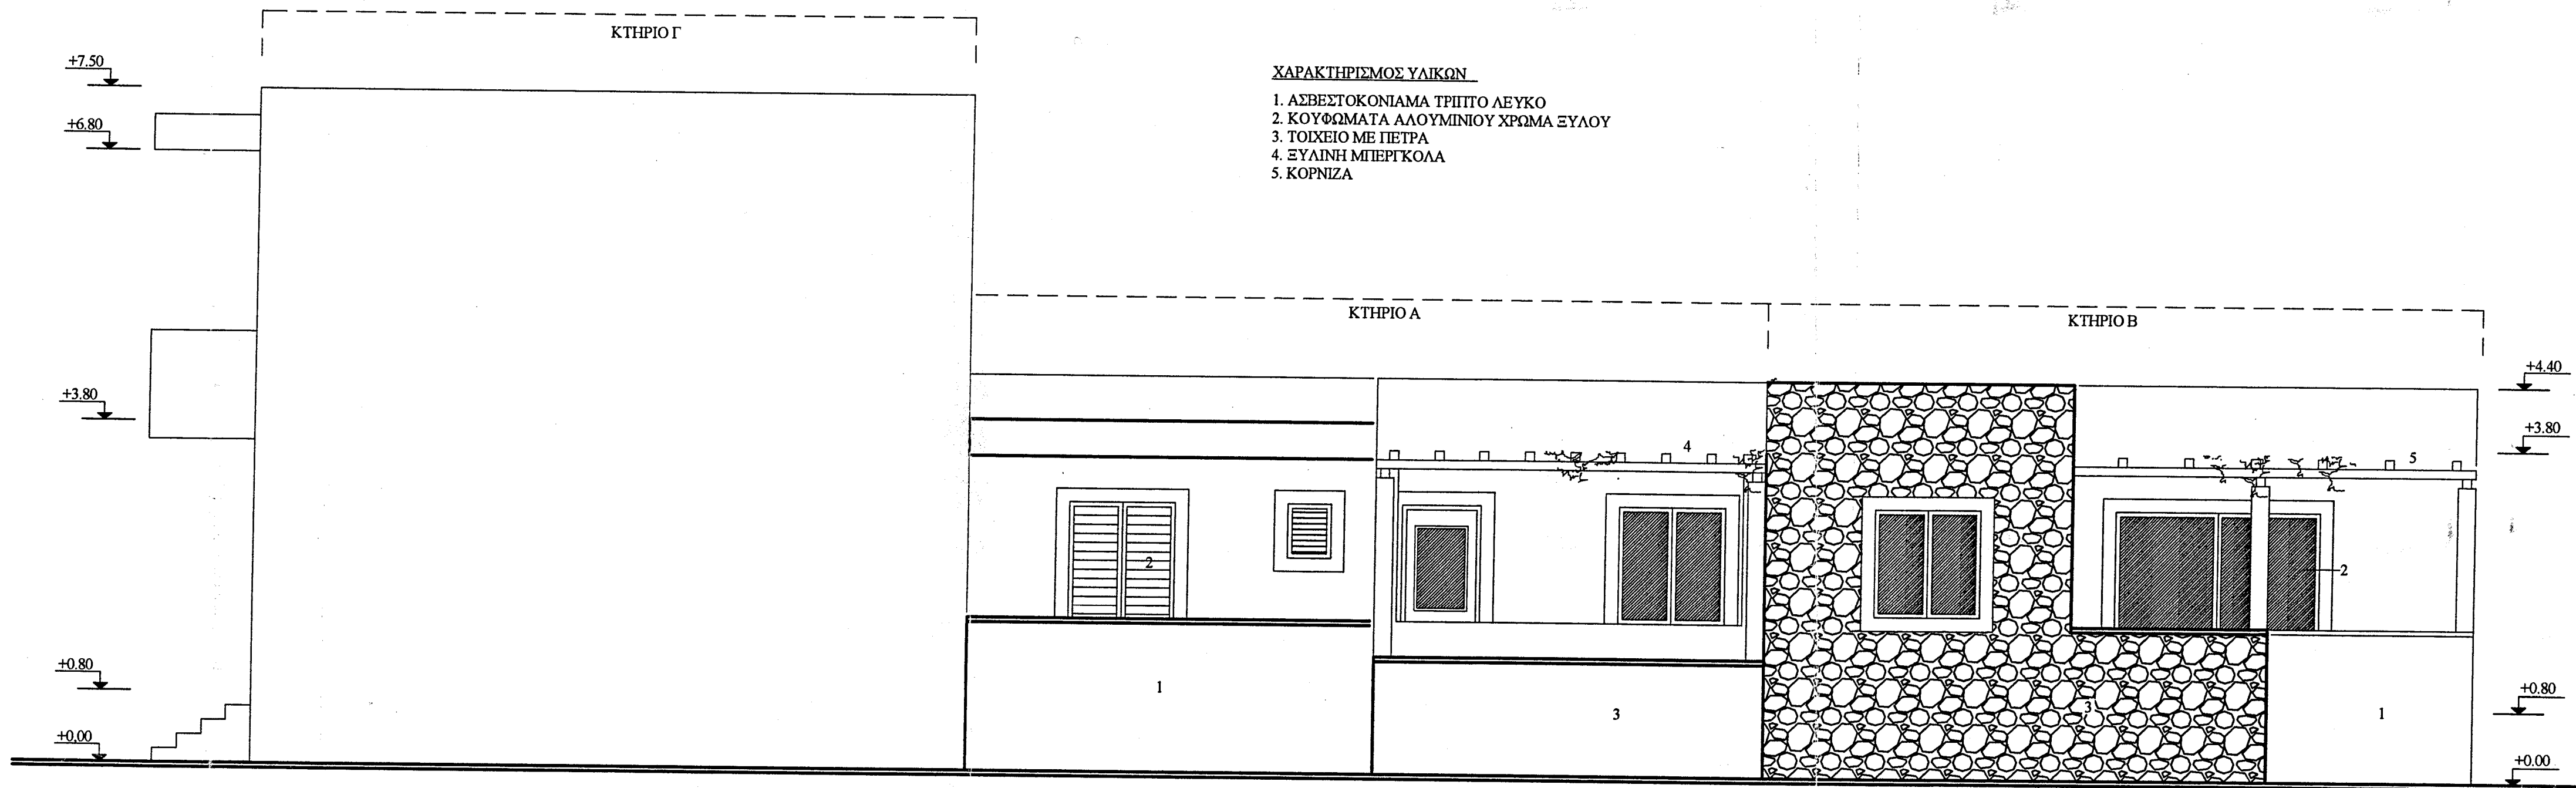 ΚΤΗΡΙΟ Γ
+7.50
ΧΑΡΑΚΤΗΡΙΣΜΟΣ ΥΛΙΚΩΝ
1. ΑΣΒΕΣΤΟΚΟΝΙΑΜΑ ΤΡΙΠΤΟ ΛΕΥΚΟ
2. ΚΟΥΦΩΜΑΤΑ ΑΛΟΥΜΙΝΙΟΥ ΧΡΩΜΑ ΞΥΛΟΥ
3. ΤΟΙΧΕΙΟ ΜΕ ΠΕΤΡΑ
4. ΞΥΛΙΝΗ ΜΠΕΡΓΚΟΛΑ
5. ΚΟΡΝΙΖΑ
+6.80
ΚΤΗΡΙΟ Α
ΚΤΗΡΙΟ Β
+3.80
+4.40
+3.80
4
5
2
2
+0.80
+0.80
1
3
3
1
+0,00
+0.00